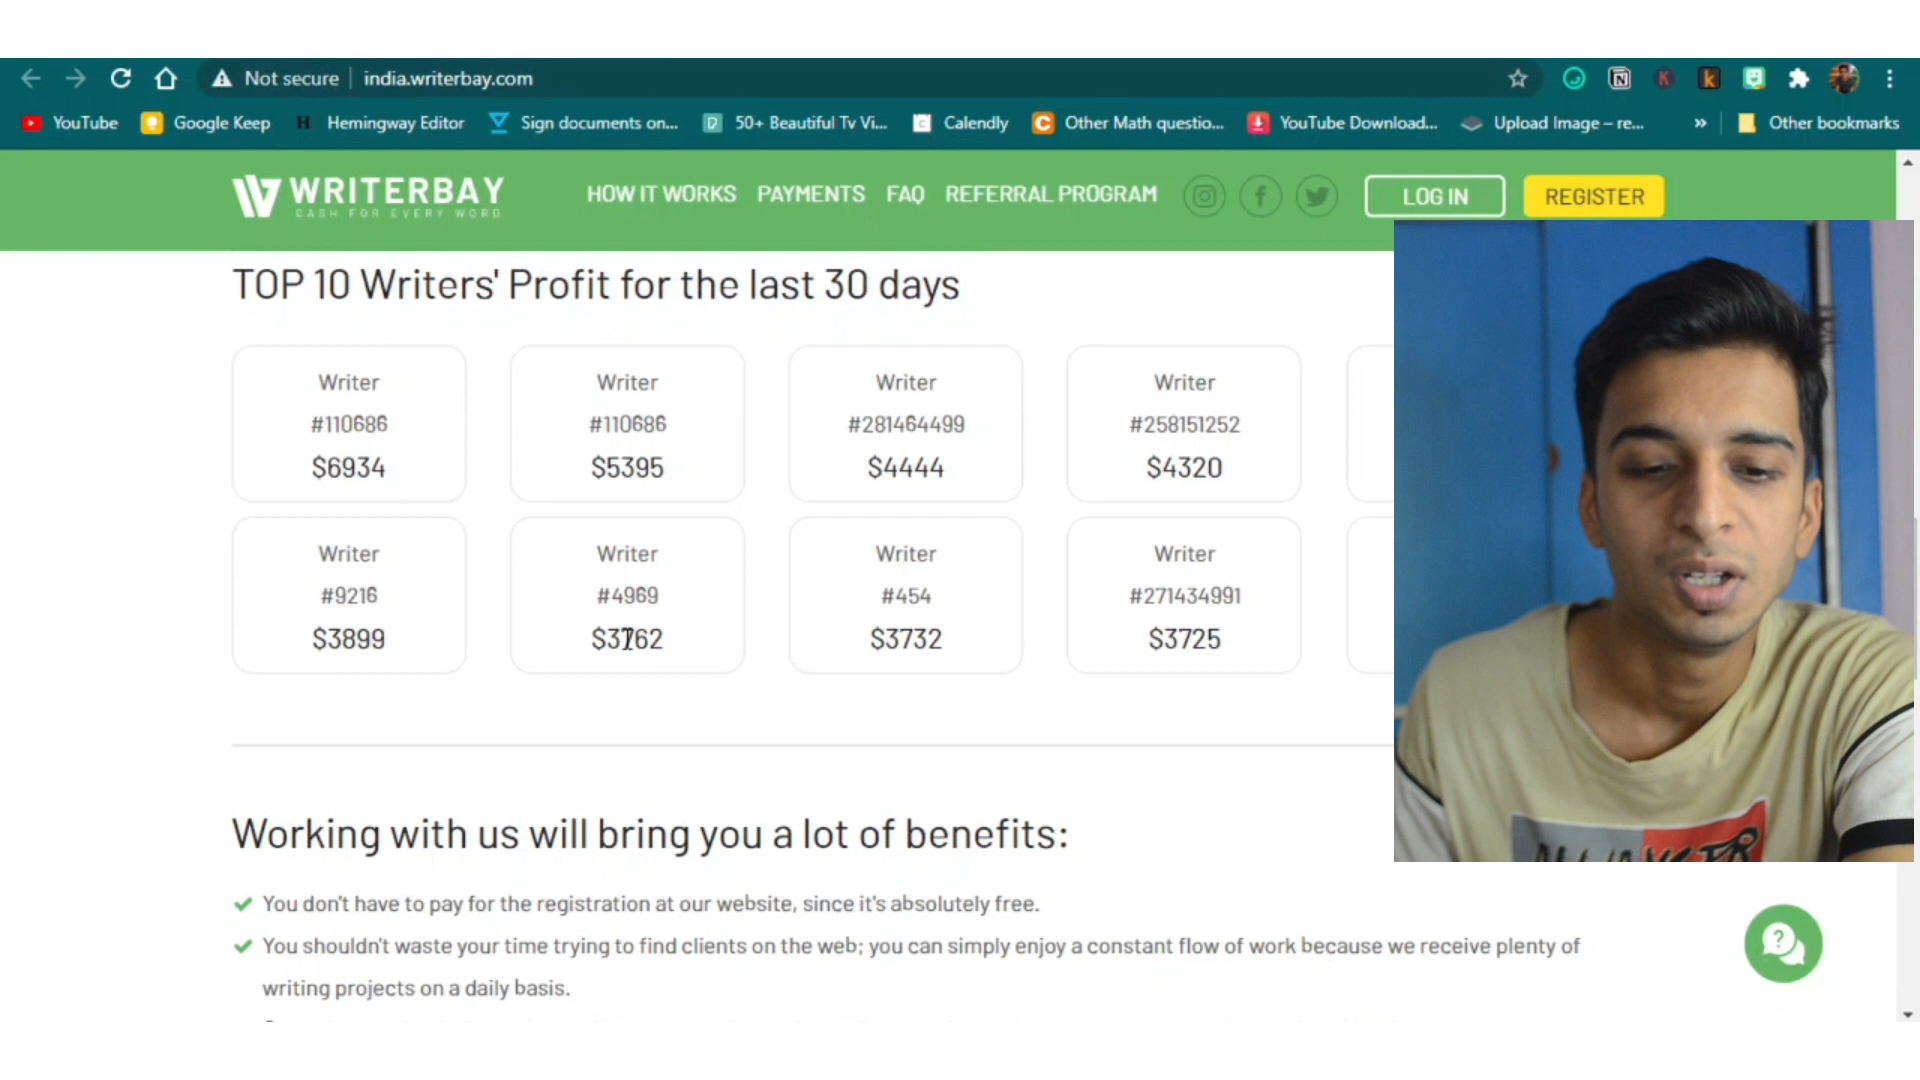 Not secure | india.writerbay.com
YouTube Google Keep Hemingway Editor Sign documents on... 50+ Beautiful Tv Vi... Calendly Other Math questio... YouTube Download... Upload Image – re... » Other bookmarks
WRITERBAY
CASH FOR EVERY WORD
HOW IT WORKS PAYMENTS FAQ REFERRAL PROGRAM LOG IN REGISTER
TOP 10 Writers' Profit for the last 30 days
Writer Writer Writer Writer
#110686 #110686 #281464499 #258151252
$6934 $5395 $4444 $4320
Writer Writer Writer Writer
#9216 #4969 #454 #271434991
$3899 $3762 $3732 $3725
Working with us will bring you a lot of benefits:
You don't have to pay for the registration at our website, since it's absolutely free.
You shouldn't waste your time trying to find clients on the web; you can simply enjoy a constant flow of work because we receive plenty of
writing projects on a daily basis.